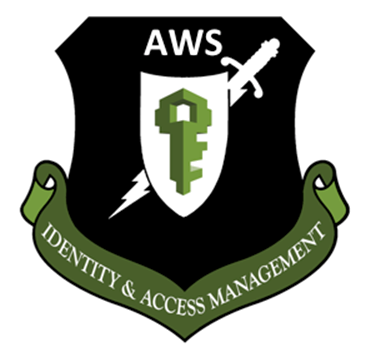 AWS
IDENTITY & ACCESS MANAGEMENT